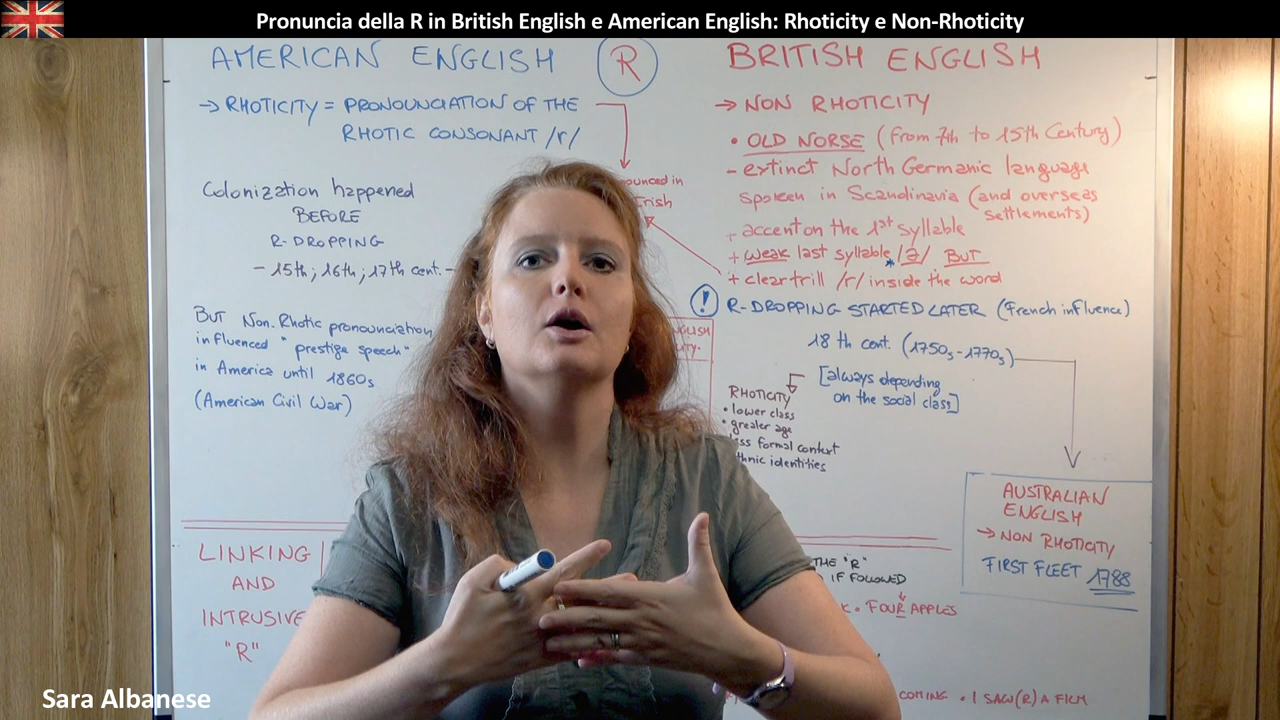 Pronuncia della R in British English e American English: Rhoticity e Non-Rhoticity
AMERICAN ENGLISH
R
BRITISH ENGLISH
→ RHOTICITY = PRONOUNCIATION OF THE
RHOTIC CONSONANT /r/
Colonization happened
BEFORE
R-DROPPING
- 15th; 16th; 17th cent. -
BUT Non-Rhotic pronounciation
influenced "prestige speech"
in America until 1860s
(American Civil War)
→ NON RHOTICITY
• OLD NORSE (from 7th to 15th Century)
- extinct North Germanic language
spoken in Scandinavia (and overseas
settlements)
+ accent on the 1st syllable
+ weak last syllable * /ə/ BUT
+ clear trill /r/ inside the word
! R-DROPPING STARTED LATER (French influence)
18th cent. (1750s-1770s)
[always depending
on the social class]
RHOTICITY
• lower class
• greater age
less formal context
ethnic identities
AUSTRALIAN
ENGLISH
→ NON RHOTICITY
FIRST FLEET 1788
LINKING
AND
INTRUSIVE
"R"
THE "R"
IF FOLLOWED
• FOUR APPLES
COMING • I SAW(R) A FILM
Sara Albanese